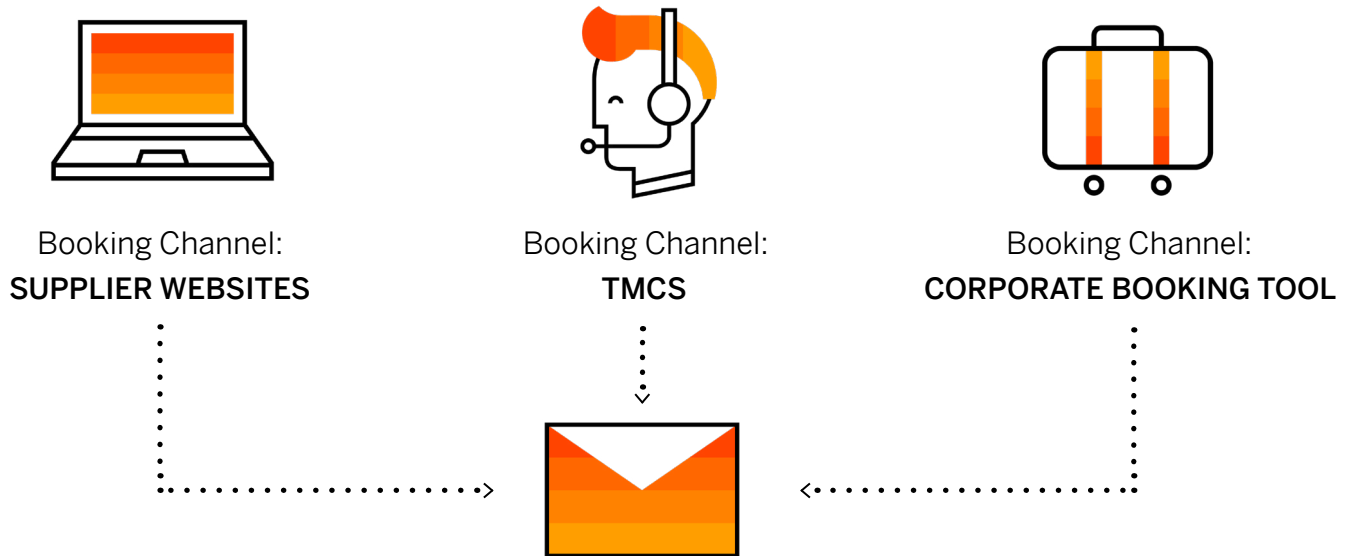 Booking Channel:
SUPPLIER WEBSITES
Booking Channel:
TMCS
Booking Channel:
CORPORATE BOOKING TOOL